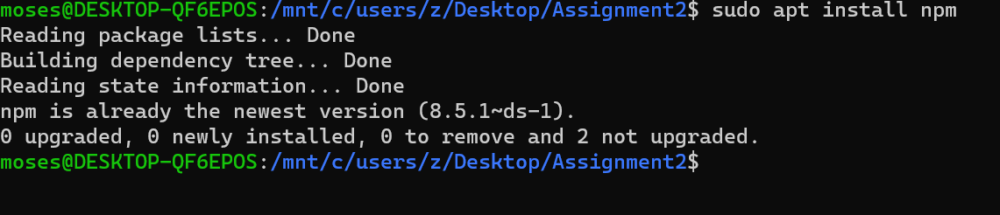 moses@DESKTOP-QF6EPOS:/mnt/c/users/z/Desktop/Assignment2$ sudo apt install npm
Reading package lists... Done
Building dependency tree... Done
Reading state information... Done
npm is already the newest version (8.5.1~ds-1).
0 upgraded, 0 newly installed, 0 to remove and 2 not upgraded.
moses@DESKTOP-QF6EPOS:/mnt/c/users/z/Desktop/Assignment2$